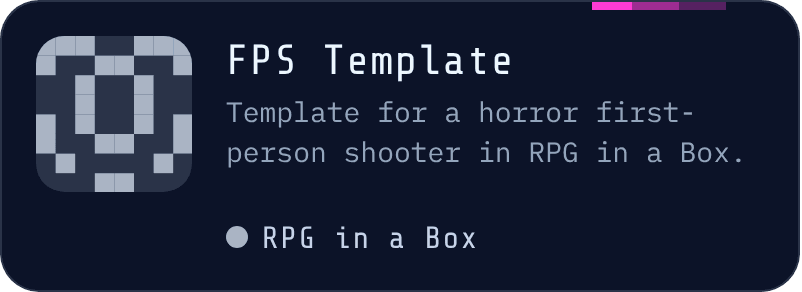 FPS Template
Template for a horror first-
person shooter in RPG in a Box.
RPG in a Box